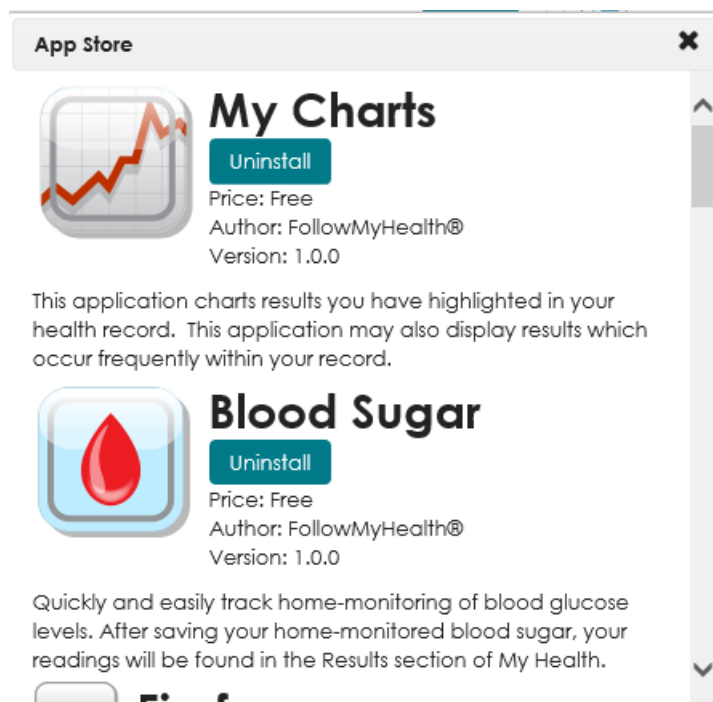 App Store
My Charts
Uninstall
Price: Free
Author: FollowMyHealth®
Version: 1.0.0
This application charts results you have highlighted in your
health record.  This application may also display results which
occur frequently within your record.
Blood Sugar
Uninstall
Price: Free
Author: FollowMyHealth®
Version: 1.0.0
Quickly and easily track home-monitoring of blood glucose
levels. After saving your home-monitored blood sugar, your
readings will be found in the Results section of My Health.